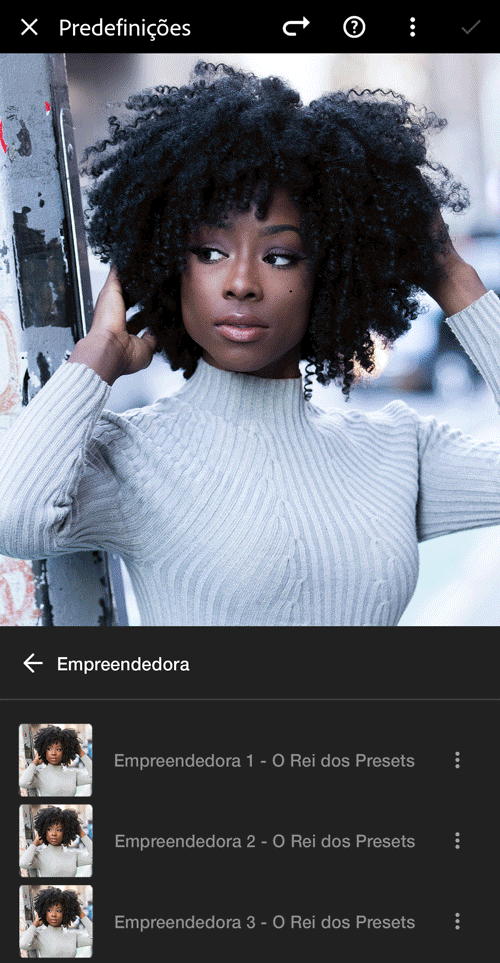 Predefinições
Empreendedora
Empreendedora 1 - O Rei dos Presets
Empreendedora 2 - O Rei dos Presets
Empreendedora 3 - O Rei dos Presets